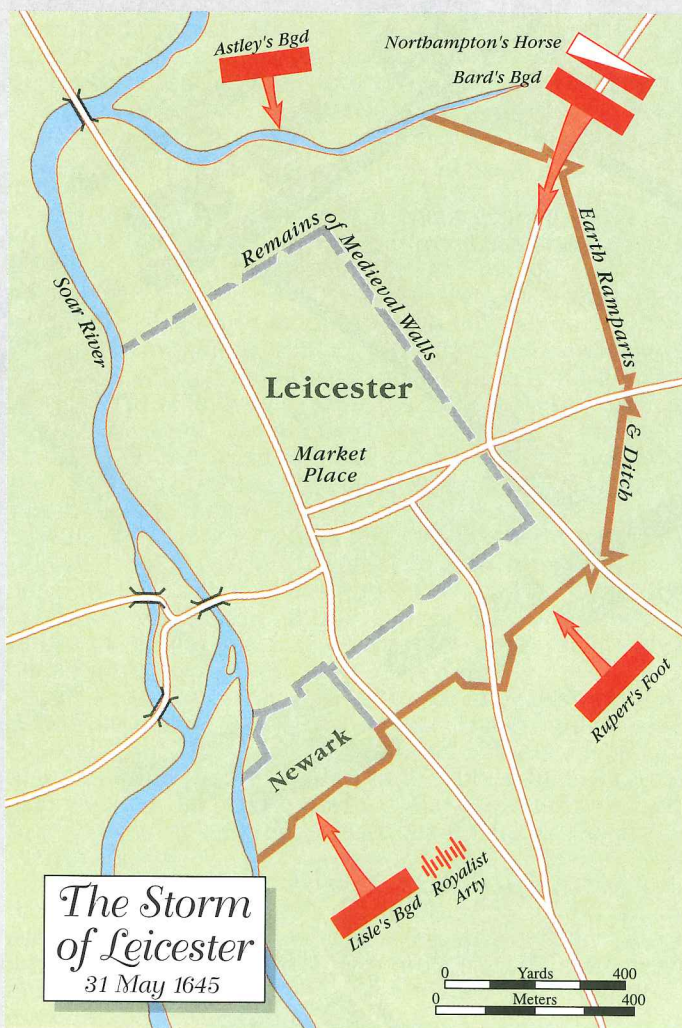 Astley's Bgd
Northampton's Horse
Bard's Bgd
Remains of Medieval Walls
Earth Ramparts
& Ditch
Soar River
Leicester
Market
Place
Newark
Rupert's Foot
Lisle's Bgd
Royalist
Arty
The Storm
of Leicester
31 May 1645
0 Yards 400
0 Meters 400